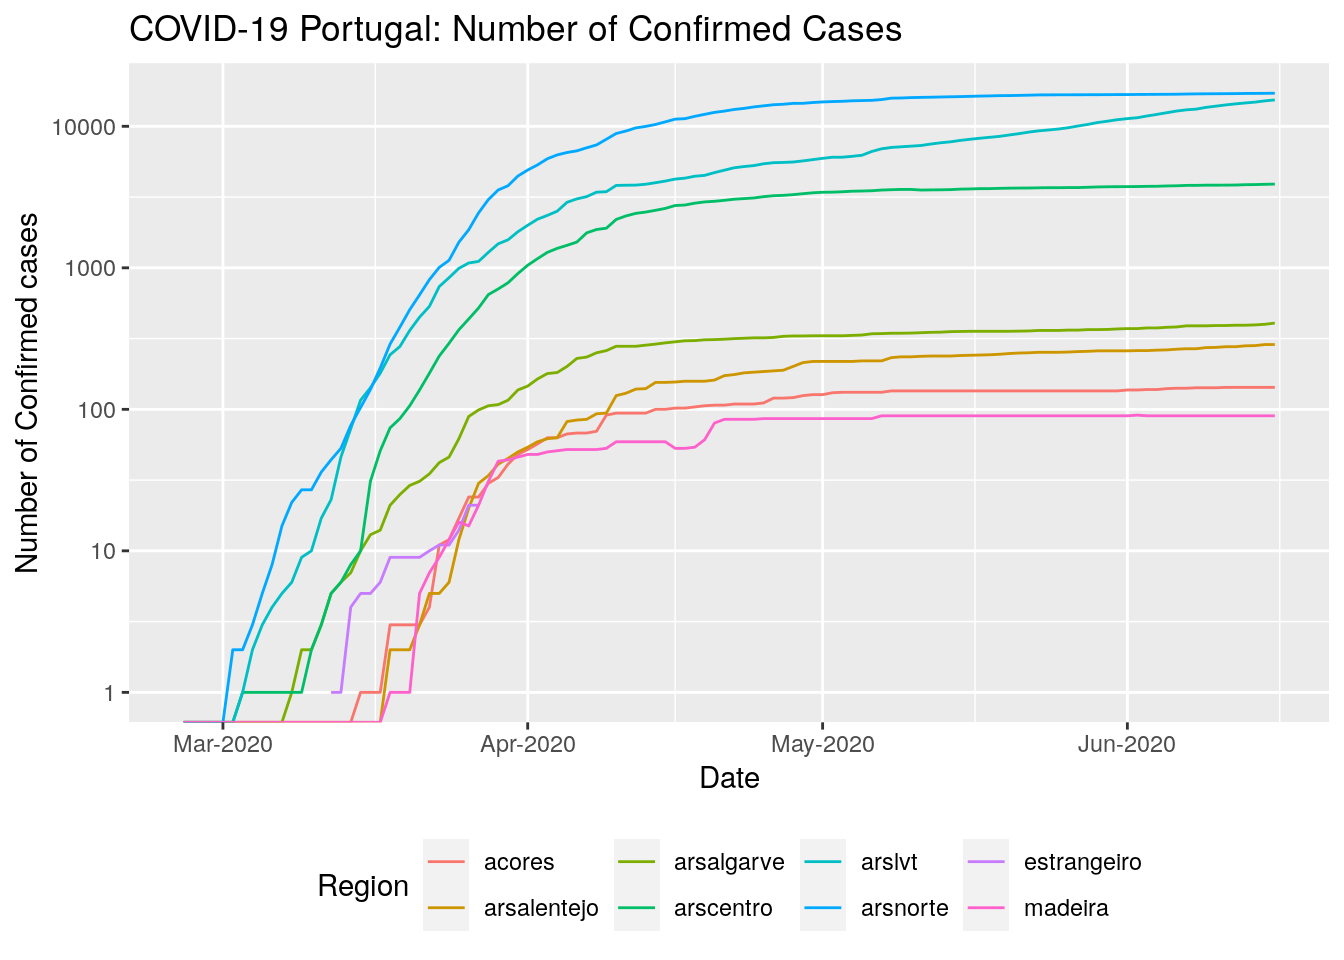 COVID-19 Portugal: Number of Confirmed Cases
Number of Confirmed cases
10000
1000
100
10
1
Mar-2020 Apr-2020 May-2020 Jun-2020
Date
Region
acores arsalgarve arslvt estrangeiro
arsalentejo arscentro arsnorte madeira